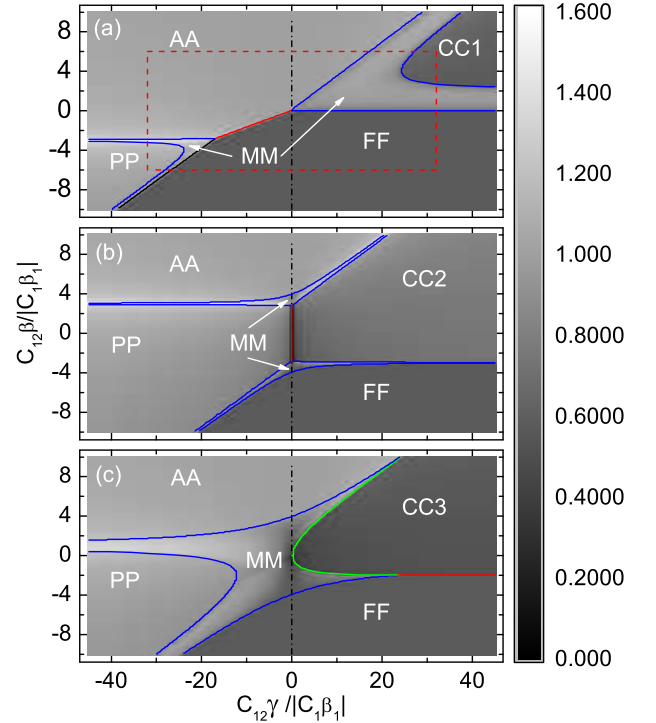 (a)
AA
CC1
PP
MM
FF
8
4
0
-4
-8
(b)
AA
CC2
PP
MM
FF
8
4
0
-4
-8
(c)
AA
CC3
PP
MM
FF
8
4
0
-4
-8
-40 -20 0 20 40
C₁₂γ /|C₁β₁|
C₁₂β/|C₁β₁|
1.600
1.400
1.200
1.000
0.8000
0.6000
0.4000
0.2000
0.000